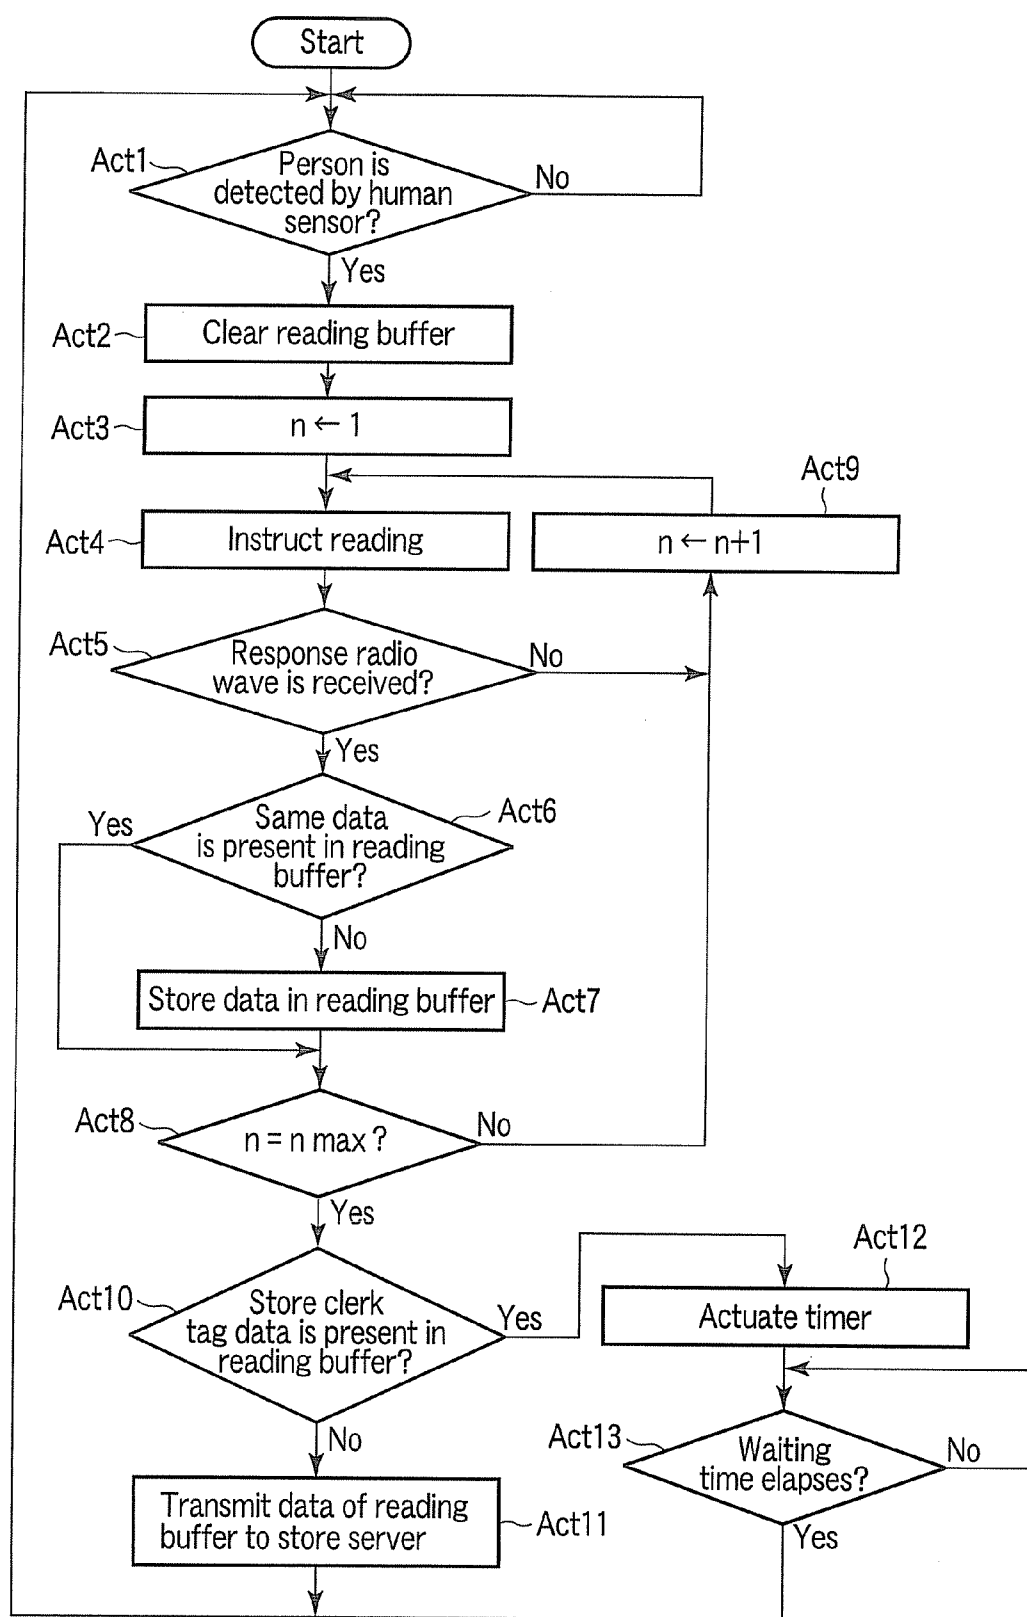 Start
Act1
Person is
detected by human
sensor?
No
Yes
Act2
Clear reading buffer
Act3
n ← 1
Act9
Act4
Instruct reading
n ← n+1
Act5
Response radio
wave is received?
No
Yes
Act6
Yes
Same data
is present in reading
buffer?
No
Store data in reading buffer
Act7
Act8
n = n max ?
No
Yes
Act12
Act10
Store clerk
tag data is present in
reading buffer?
Yes
Actuate timer
No
Act13
Waiting
time elapses?
No
Transmit data of reading
buffer to store server
Act11
Yes